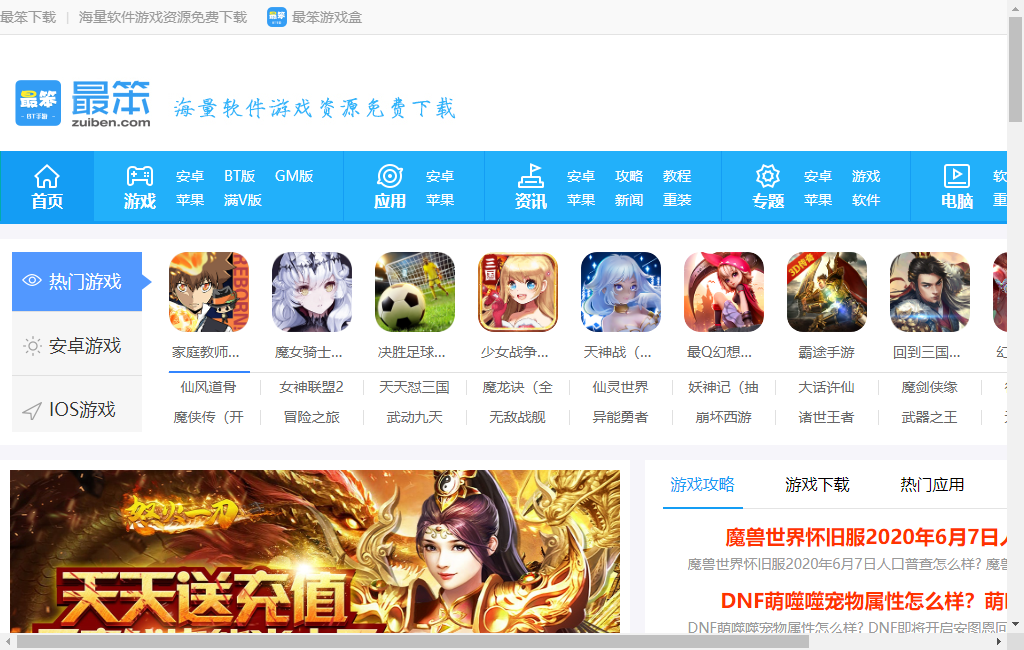 最笨下载 | 海量软件游戏资源免费下载 最笨 最笨游戏盒
最笨 最笨
- BT手游 - zuiben.com
海量软件游戏资源免费下载
首页 游戏 安卓 BT版 GM版 应用 安卓 资讯 安卓 攻略 教程 专题 安卓 游戏 电脑 软
苹果 满V版 苹果 苹果 新闻 重装 苹果 软件 重
热门游戏
安卓游戏
IOS游戏
REBORN 三国 3D传奇
家庭教师... 魔女骑士... 决胜足球... 少女战争... 天神战（... 最Q幻想... 霸途手游 回到三国... 幻
仙风道骨 女神联盟2 天天怼三国 魔龙诀（全 仙灵世界 妖神记（抽 大话许仙 魔剑侠缘
魔侠传（开 冒险之旅 武动九天 无敌战舰 异能勇者 崩坏西游 诸世王者 武器之王
怒火一刀
天天送充值
游戏攻略 游戏下载 热门应用
魔兽世界怀旧服2020年6月7日人
魔兽世界怀旧服2020年6月7日人口普查怎么样? 魔兽
DNF萌噬噬宠物属性怎么样？萌
DNF萌噬噬宠物属性怎么样? DNF即将开启安图恩回